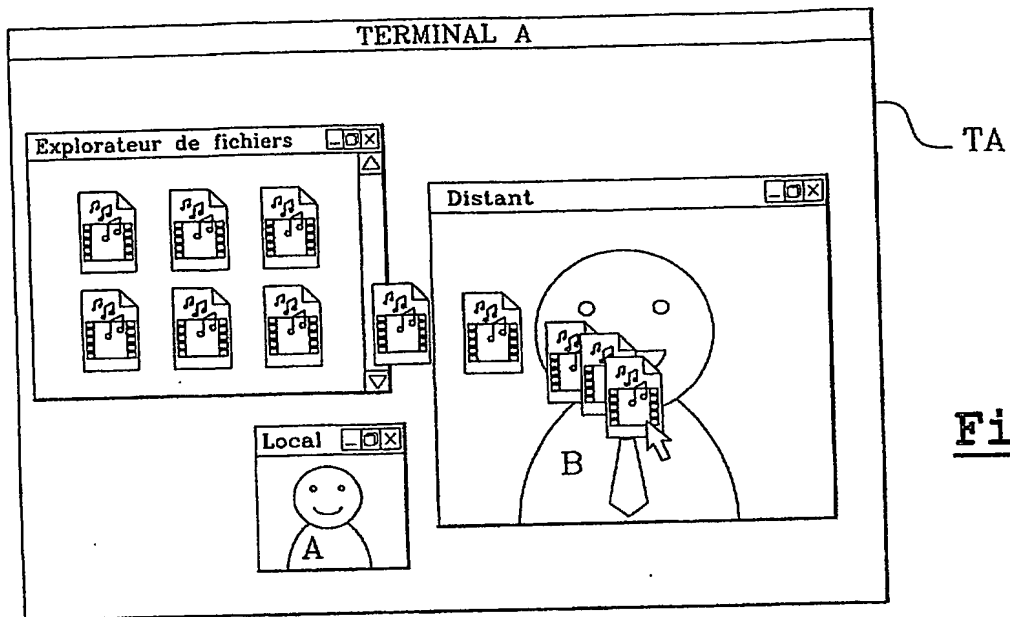 TERMINAL A
TA
Explorateur de fichiers
Distant
B
Local
A
Fi